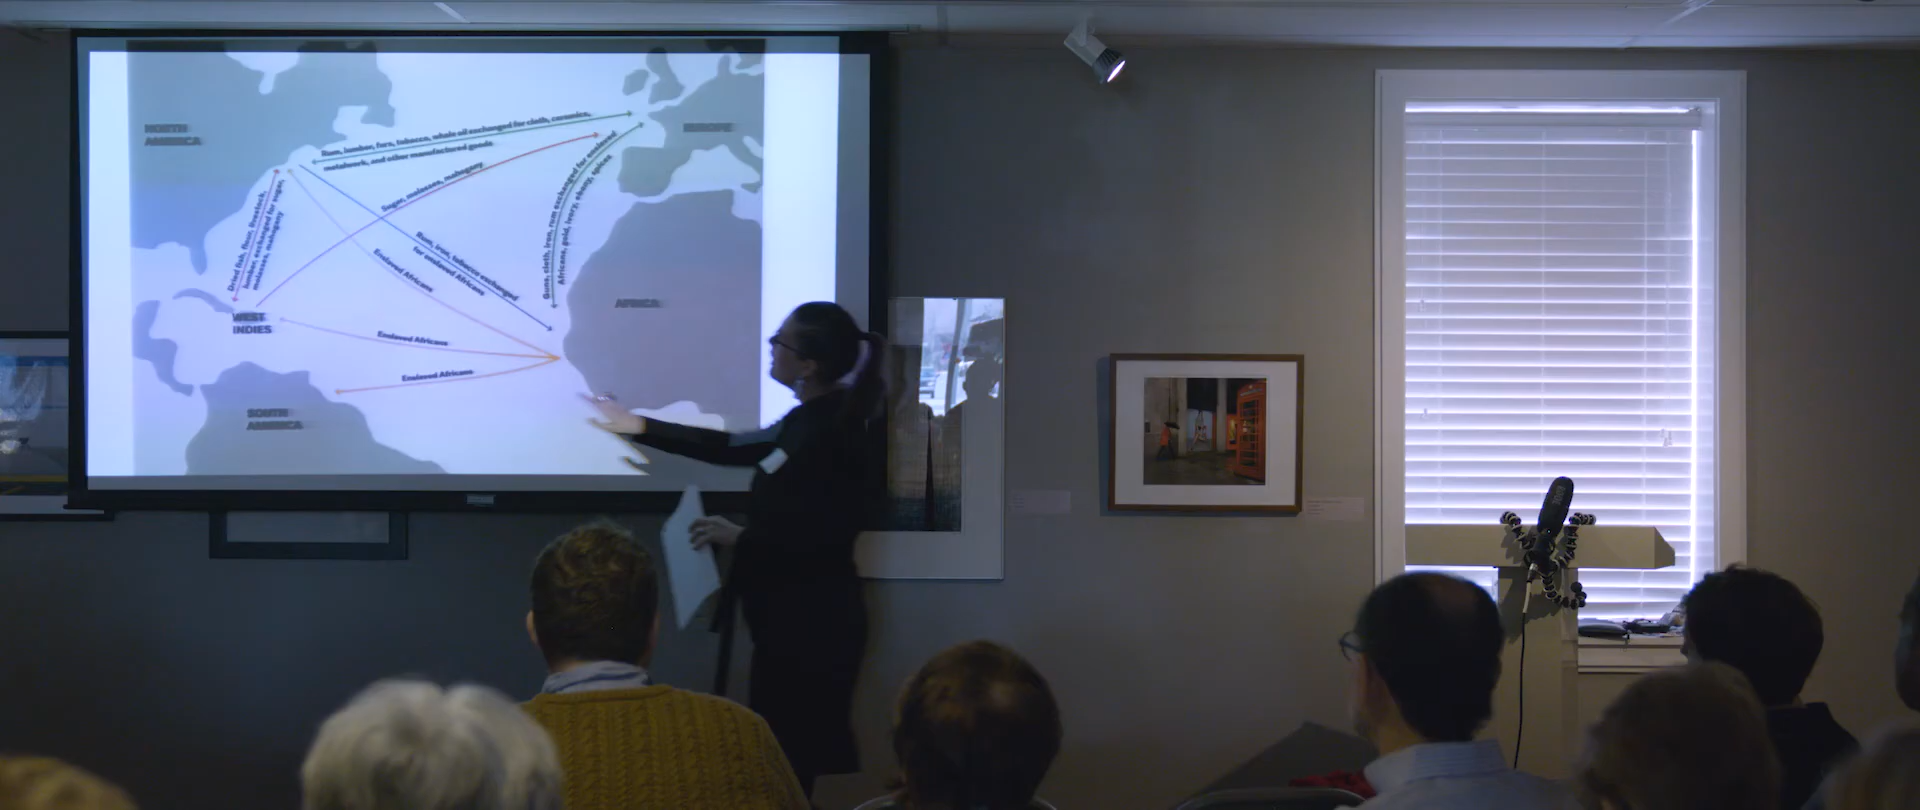 NORTH
AMERICA
EUROPE
Rum, lumber, furs, tobacco, whale oil exchanged for cloth, ceramics,
metalwork, and other manufactured goods
Sugar, molasses, mahogany
Guns, cloth, iron, rum exchanged for enslaved
Africans, gold, ivory, ebony, spices
Dried fish, flour, livestock,
lumber, exchanged for sugar,
molasses, mahogany
Rum, iron, tobacco exchanged
for enslaved Africans
Enslaved Africans
AFRICA
WEST
INDIES
Enslaved Africans
Enslaved Africans
SOUTH
AMERICA
RODE